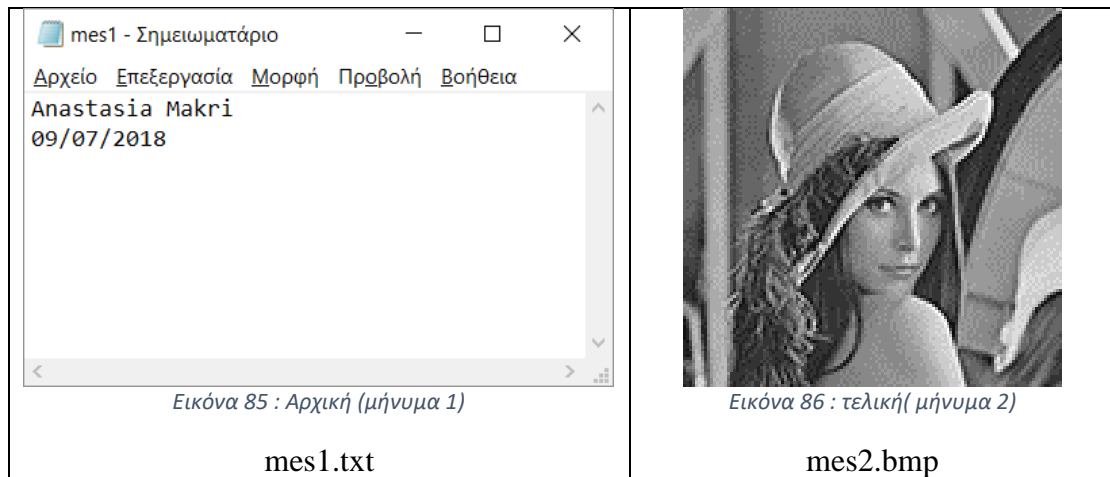 mes1 - Σημειωματάριο
Αρχείο Επεξεργασία Μορφή Προβολή Βοήθεια
Anastasia Makri
09/07/2018
Εικόνα 85 : Αρχική (μήνυμα 1)
mes1.txt
Εικόνα 86 : τελική( μήνυμα 2)
mes2.bmp